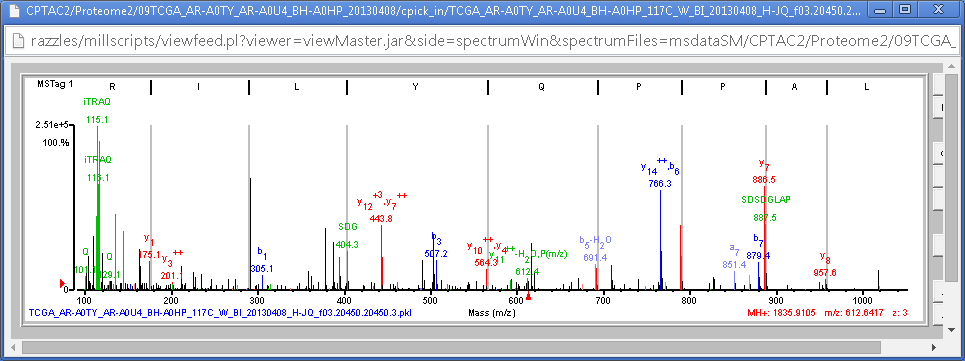 CPTAC2/Proteome2/09TCGA_AR-A0TY_AR-A0U4_BH-A0HP_20130408/cpick_in/TCGA_AR-A0TY_AR-A0U4_BH-A0HP_117C_W_BI_20130408_H-JQ_f03.20450.2...
razzles/millscripts/viewfeed.pl?viewer=viewMaster.jar&side=spectrumWin&spectrumFiles=msdataSM/CPTAC2/Proteome2/09TCGA_
MSTag 1
R I L Y Q P P A L
iTRAQ
115.1
2.51e+5
100.%
iTRAQ
y14++,b6
766.3
y7
886.5
SDSDGLAP
887.5
y12+3,y7++
443.8
SDG
404.3
Q
Q
129.1
y1
175.1
y3++
201.
b1
305.1
b3
507.2
y10++,y4
564.3
-H2O,P(m/z)
612.4
b5-H2O
691.4
a7
851.4
b7
879.4
y8
957.6
0
100 200 300 400 500 600 700 800 900 1000
TCGA_AR-A0TY_AR-A0U4_BH-A0HP_117C_W_BI_20130408_H-JQ_f03.20450.20450.3.pkl
Mass (m/z)
MH+: 1835.9105 m/z: 612.6417 z: 3